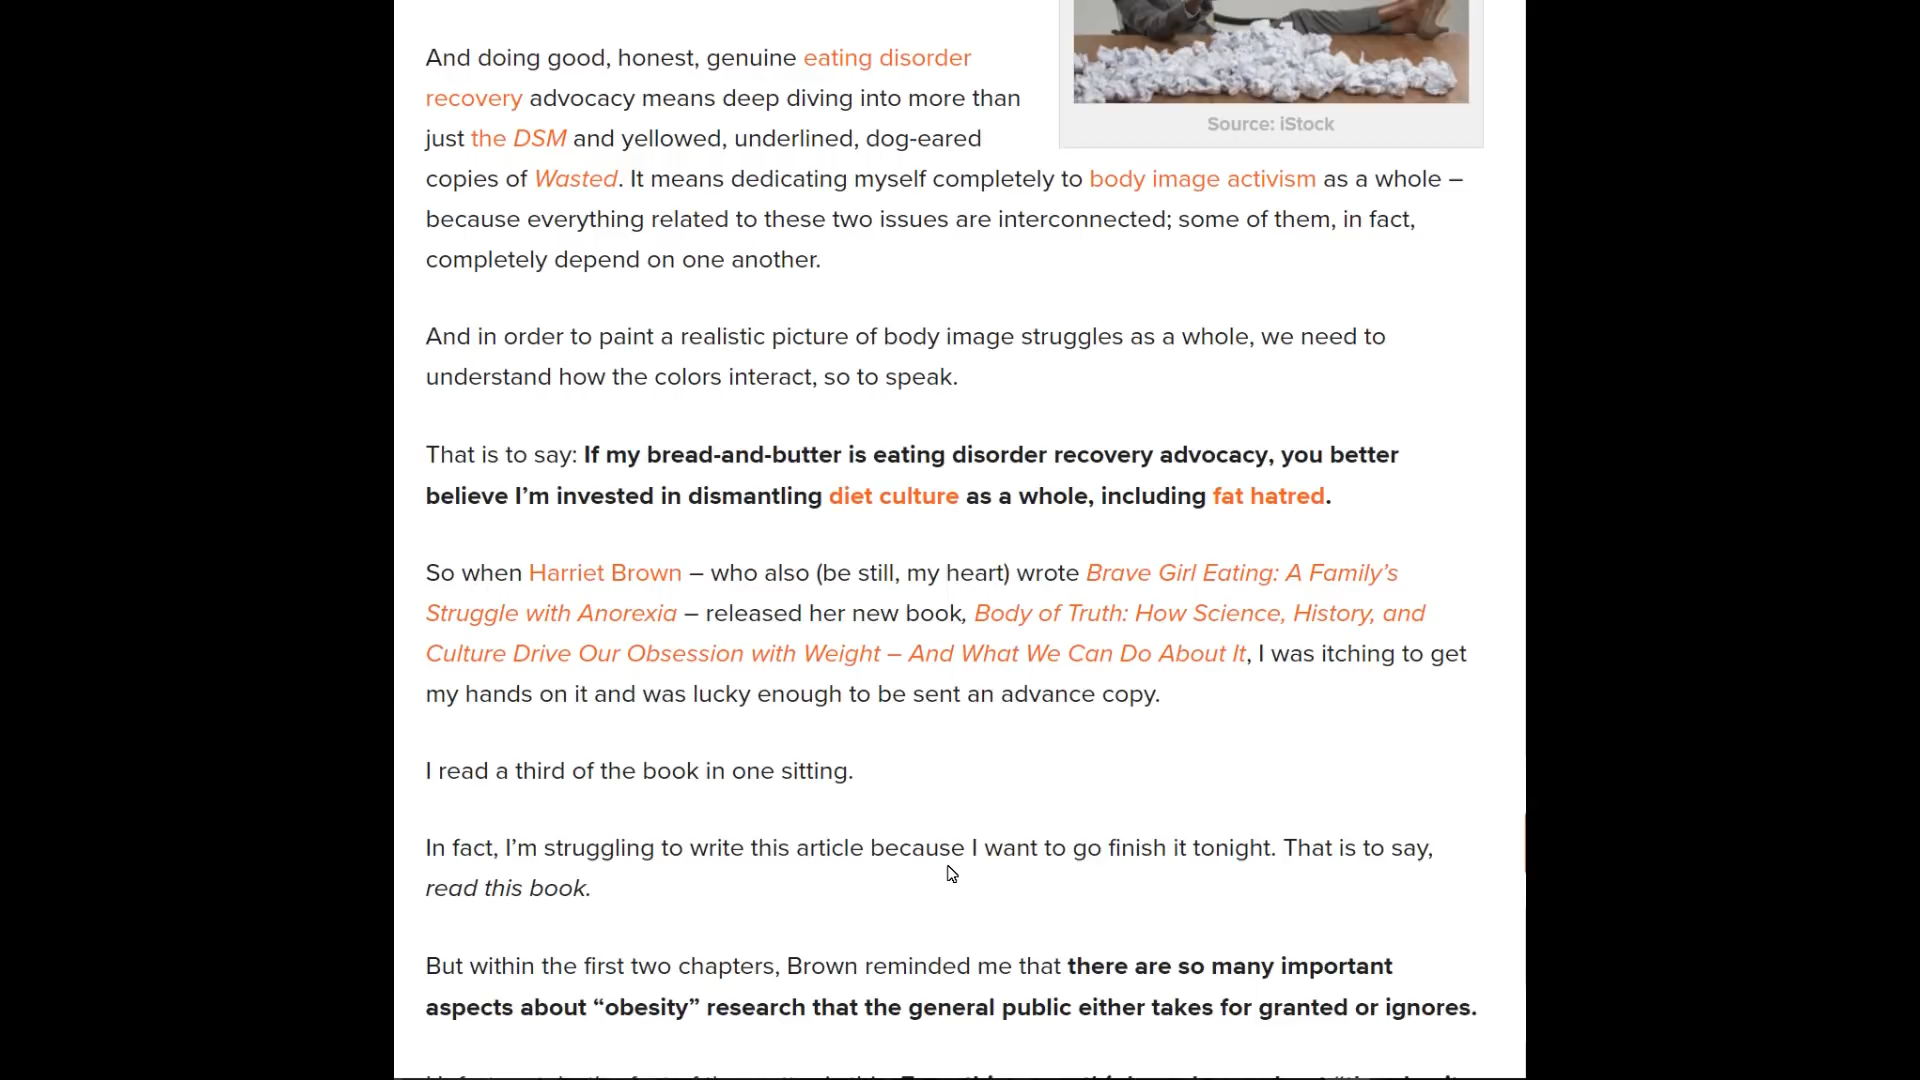 And doing good, honest, genuine eating disorder
recovery advocacy means deep diving into more than
just the DSM and yellowed, underlined, dog-eared
Source: iStock
copies of Wasted. It means dedicating myself completely to body image activism as a whole –
because everything related to these two issues are interconnected; some of them, in fact,
completely depend on one another.
And in order to paint a realistic picture of body image struggles as a whole, we need to
understand how the colors interact, so to speak.
That is to say: If my bread-and-butter is eating disorder recovery advocacy, you better
believe I’m invested in dismantling diet culture as a whole, including fat hatred.
So when Harriet Brown – who also (be still, my heart) wrote Brave Girl Eating: A Family’s
Struggle with Anorexia – released her new book, Body of Truth: How Science, History, and
Culture Drive Our Obsession with Weight – And What We Can Do About It, I was itching to get
my hands on it and was lucky enough to be sent an advance copy.
I read a third of the book in one sitting.
In fact, I’m struggling to write this article because I want to go finish it tonight. That is to say,
read this book.
But within the first two chapters, Brown reminded me that there are so many important
aspects about “obesity” research that the general public either takes for granted or ignores.